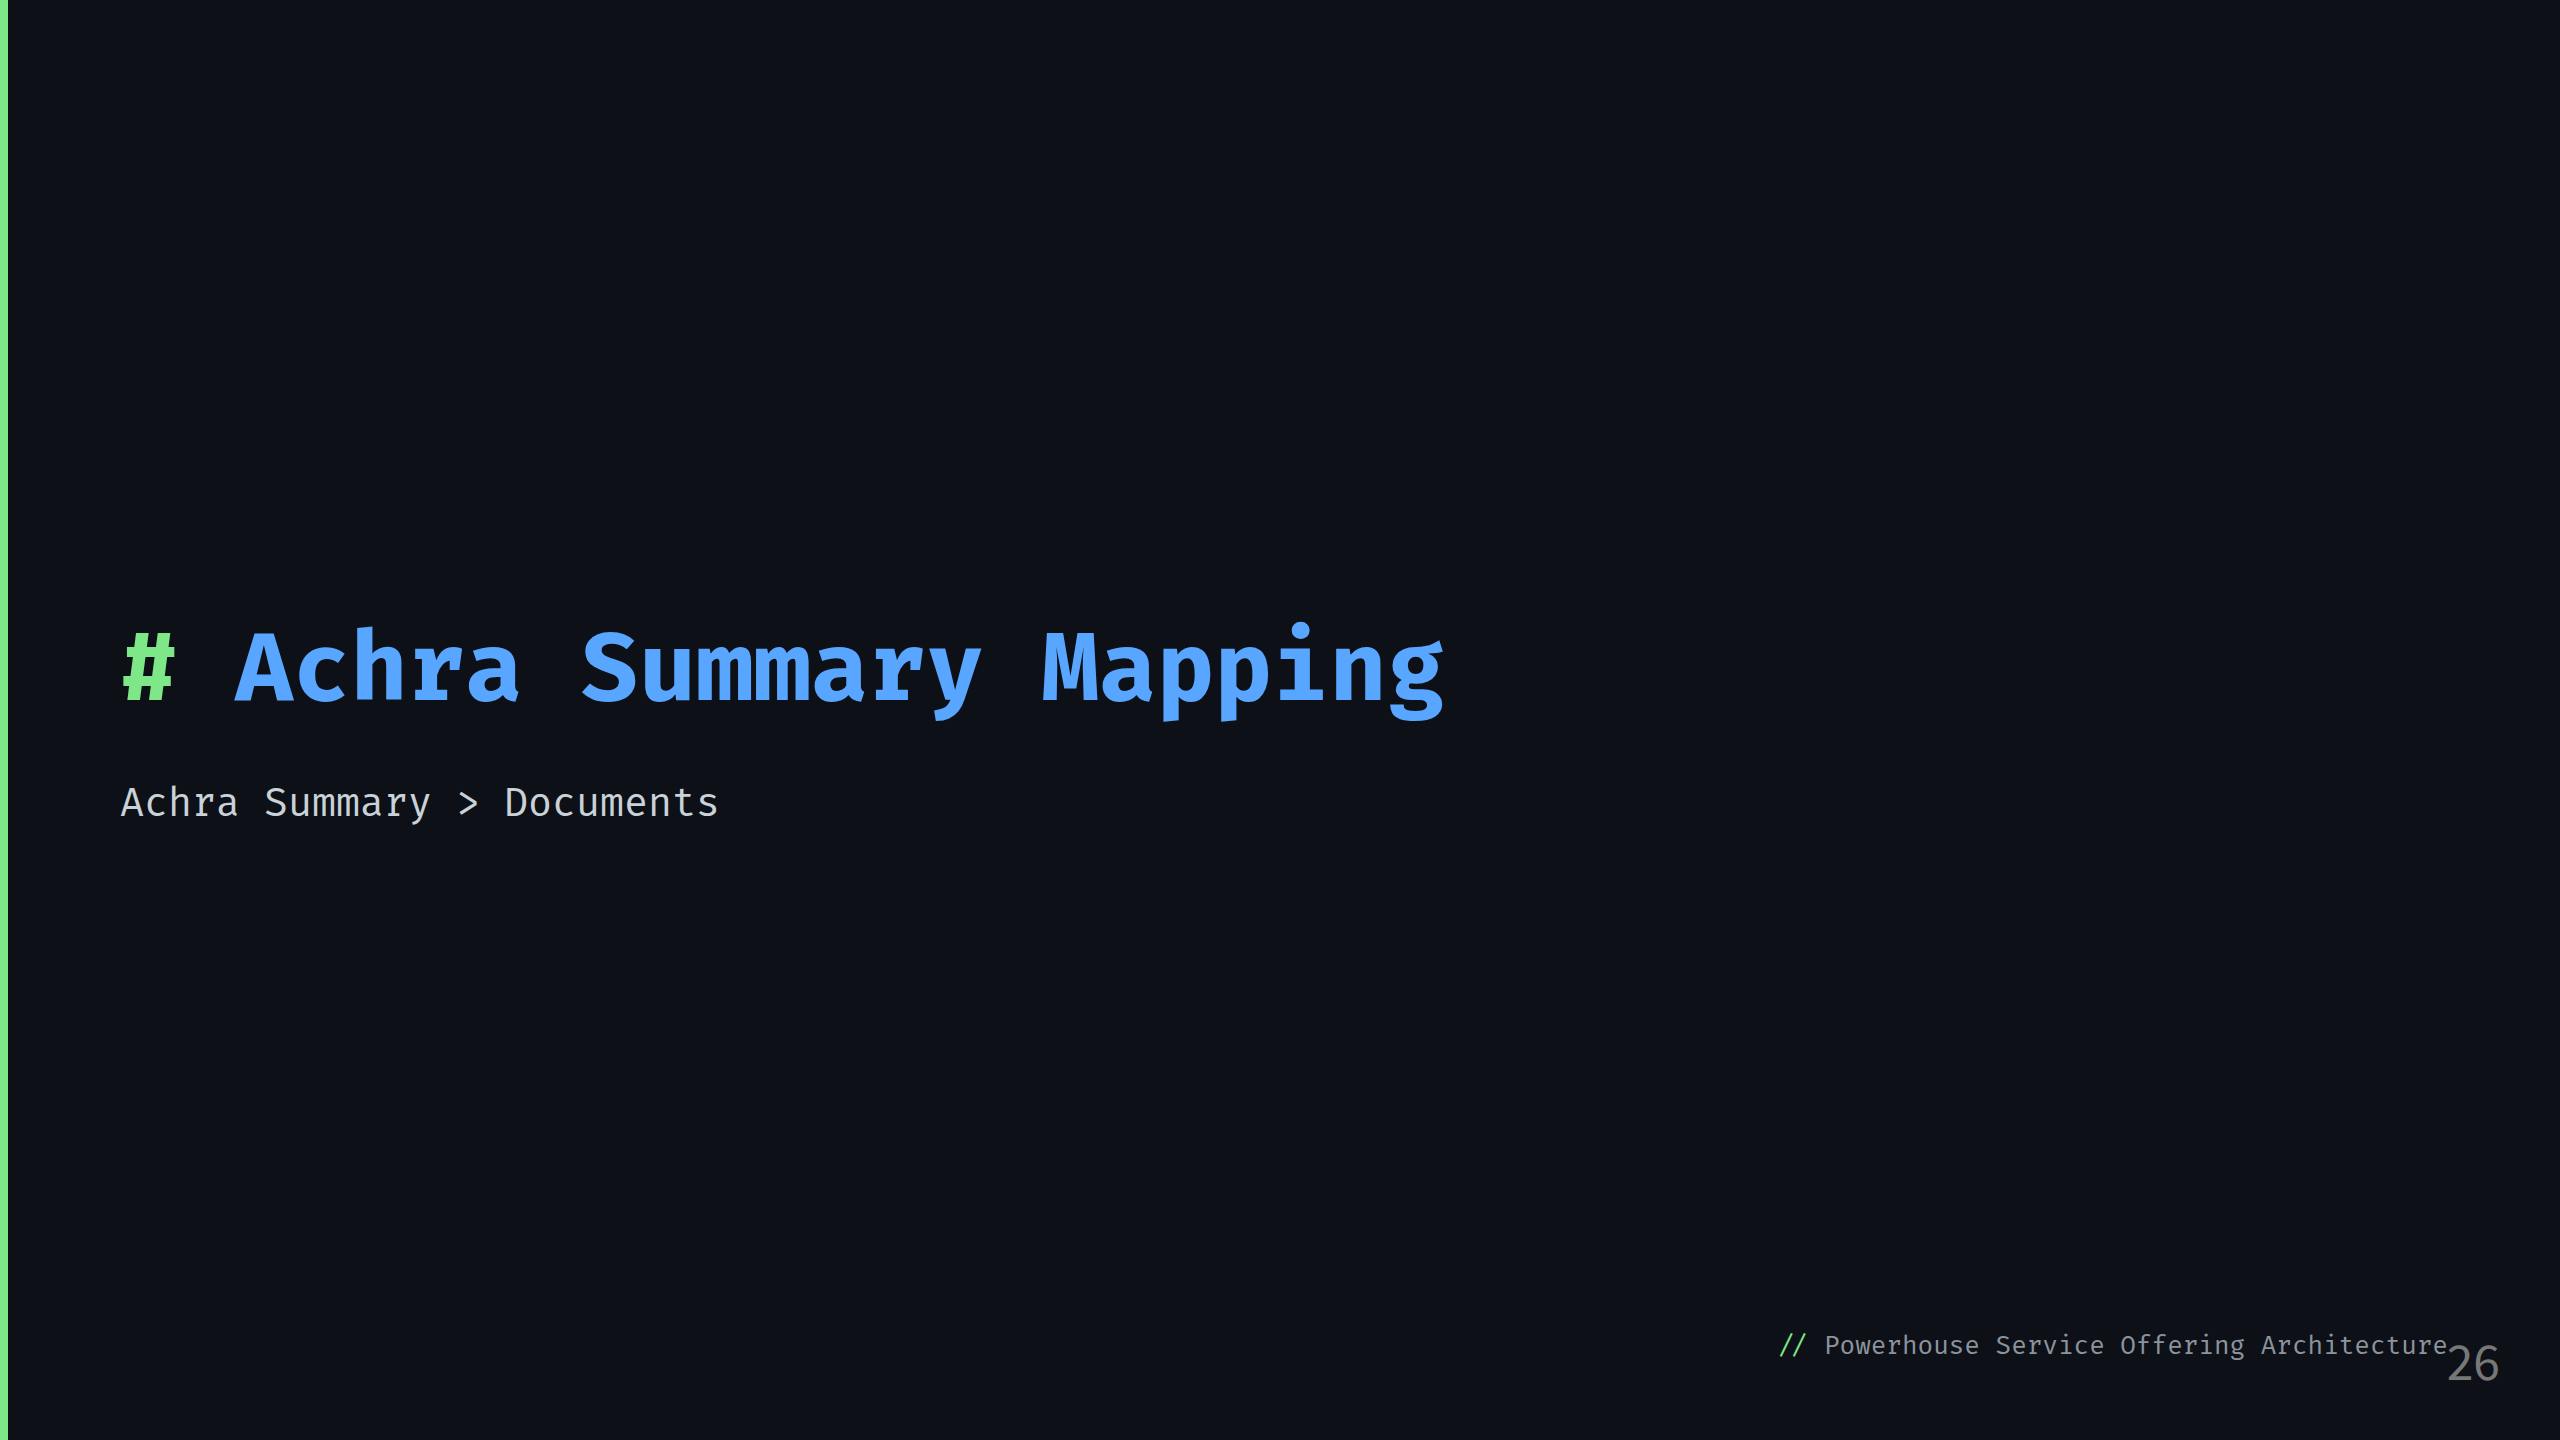 # Achra Summary Mapping
Achra Summary > Documents
// Powerhouse Service Offering Architecture
26